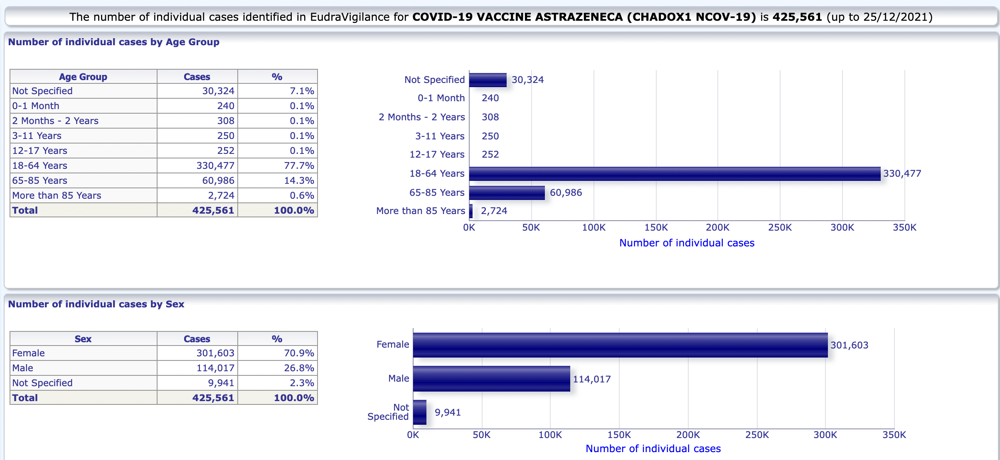 The number of individual cases identified in EudraVigilance for COVID-19 VACCINE ASTRAZENECA (CHADOX1 NCOV-19) is 425,561 (up to 25/12/2021)
Number of individual cases by Age Group
Age Group Cases %
Not Specified 30,324 7.1%
0-1 Month 240 0.1%
2 Months - 2 Years 308 0.1%
3-11 Years 250 0.1%
12-17 Years 252 0.1%
18-64 Years 330,477 77.7%
65-85 Years 60,986 14.3%
More than 85 Years 2,724 0.6%
Total 425,561 100.0%
Not Specified 30,324
0-1 Month 240
2 Months - 2 Years 308
3-11 Years 250
12-17 Years 252
18-64 Years 330,477
65-85 Years 60,986
More than 85 Years 2,724
0K 50K 100K 150K 200K 250K 300K 350K
Number of individual cases
Number of individual cases by Sex
Sex Cases %
Female 301,603 70.9%
Male 114,017 26.8%
Not Specified 9,941 2.3%
Total 425,561 100.0%
Female 301,603
Male 114,017
Not
Specified 9,941
0K 50K 100K 150K 200K 250K 300K 350K
Number of individual cases